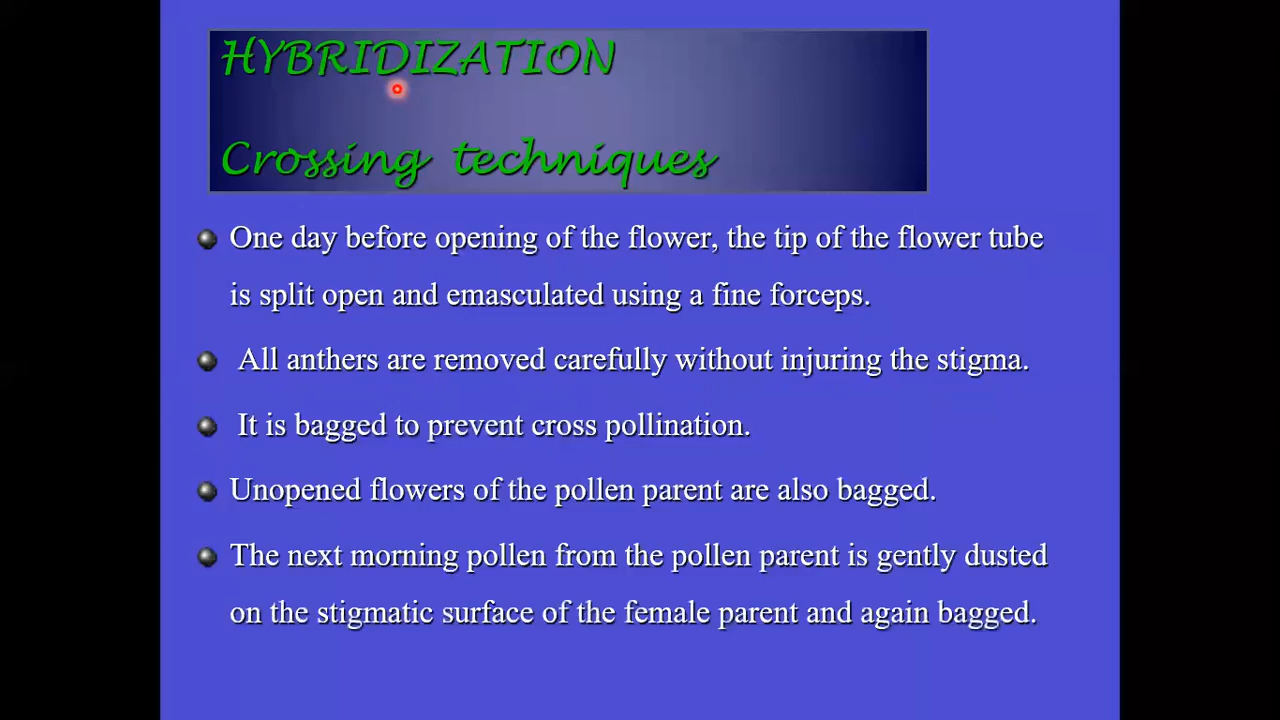 HYBRIDIZATION
Crossing techniques
One day before opening of the flower, the tip of the flower tube
is split open and emasculated using a fine forceps.
All anthers are removed carefully without injuring the stigma.
It is bagged to prevent cross pollination.
Unopened flowers of the pollen parent are also bagged.
The next morning pollen from the pollen parent is gently dusted
on the stigmatic surface of the female parent and again bagged.